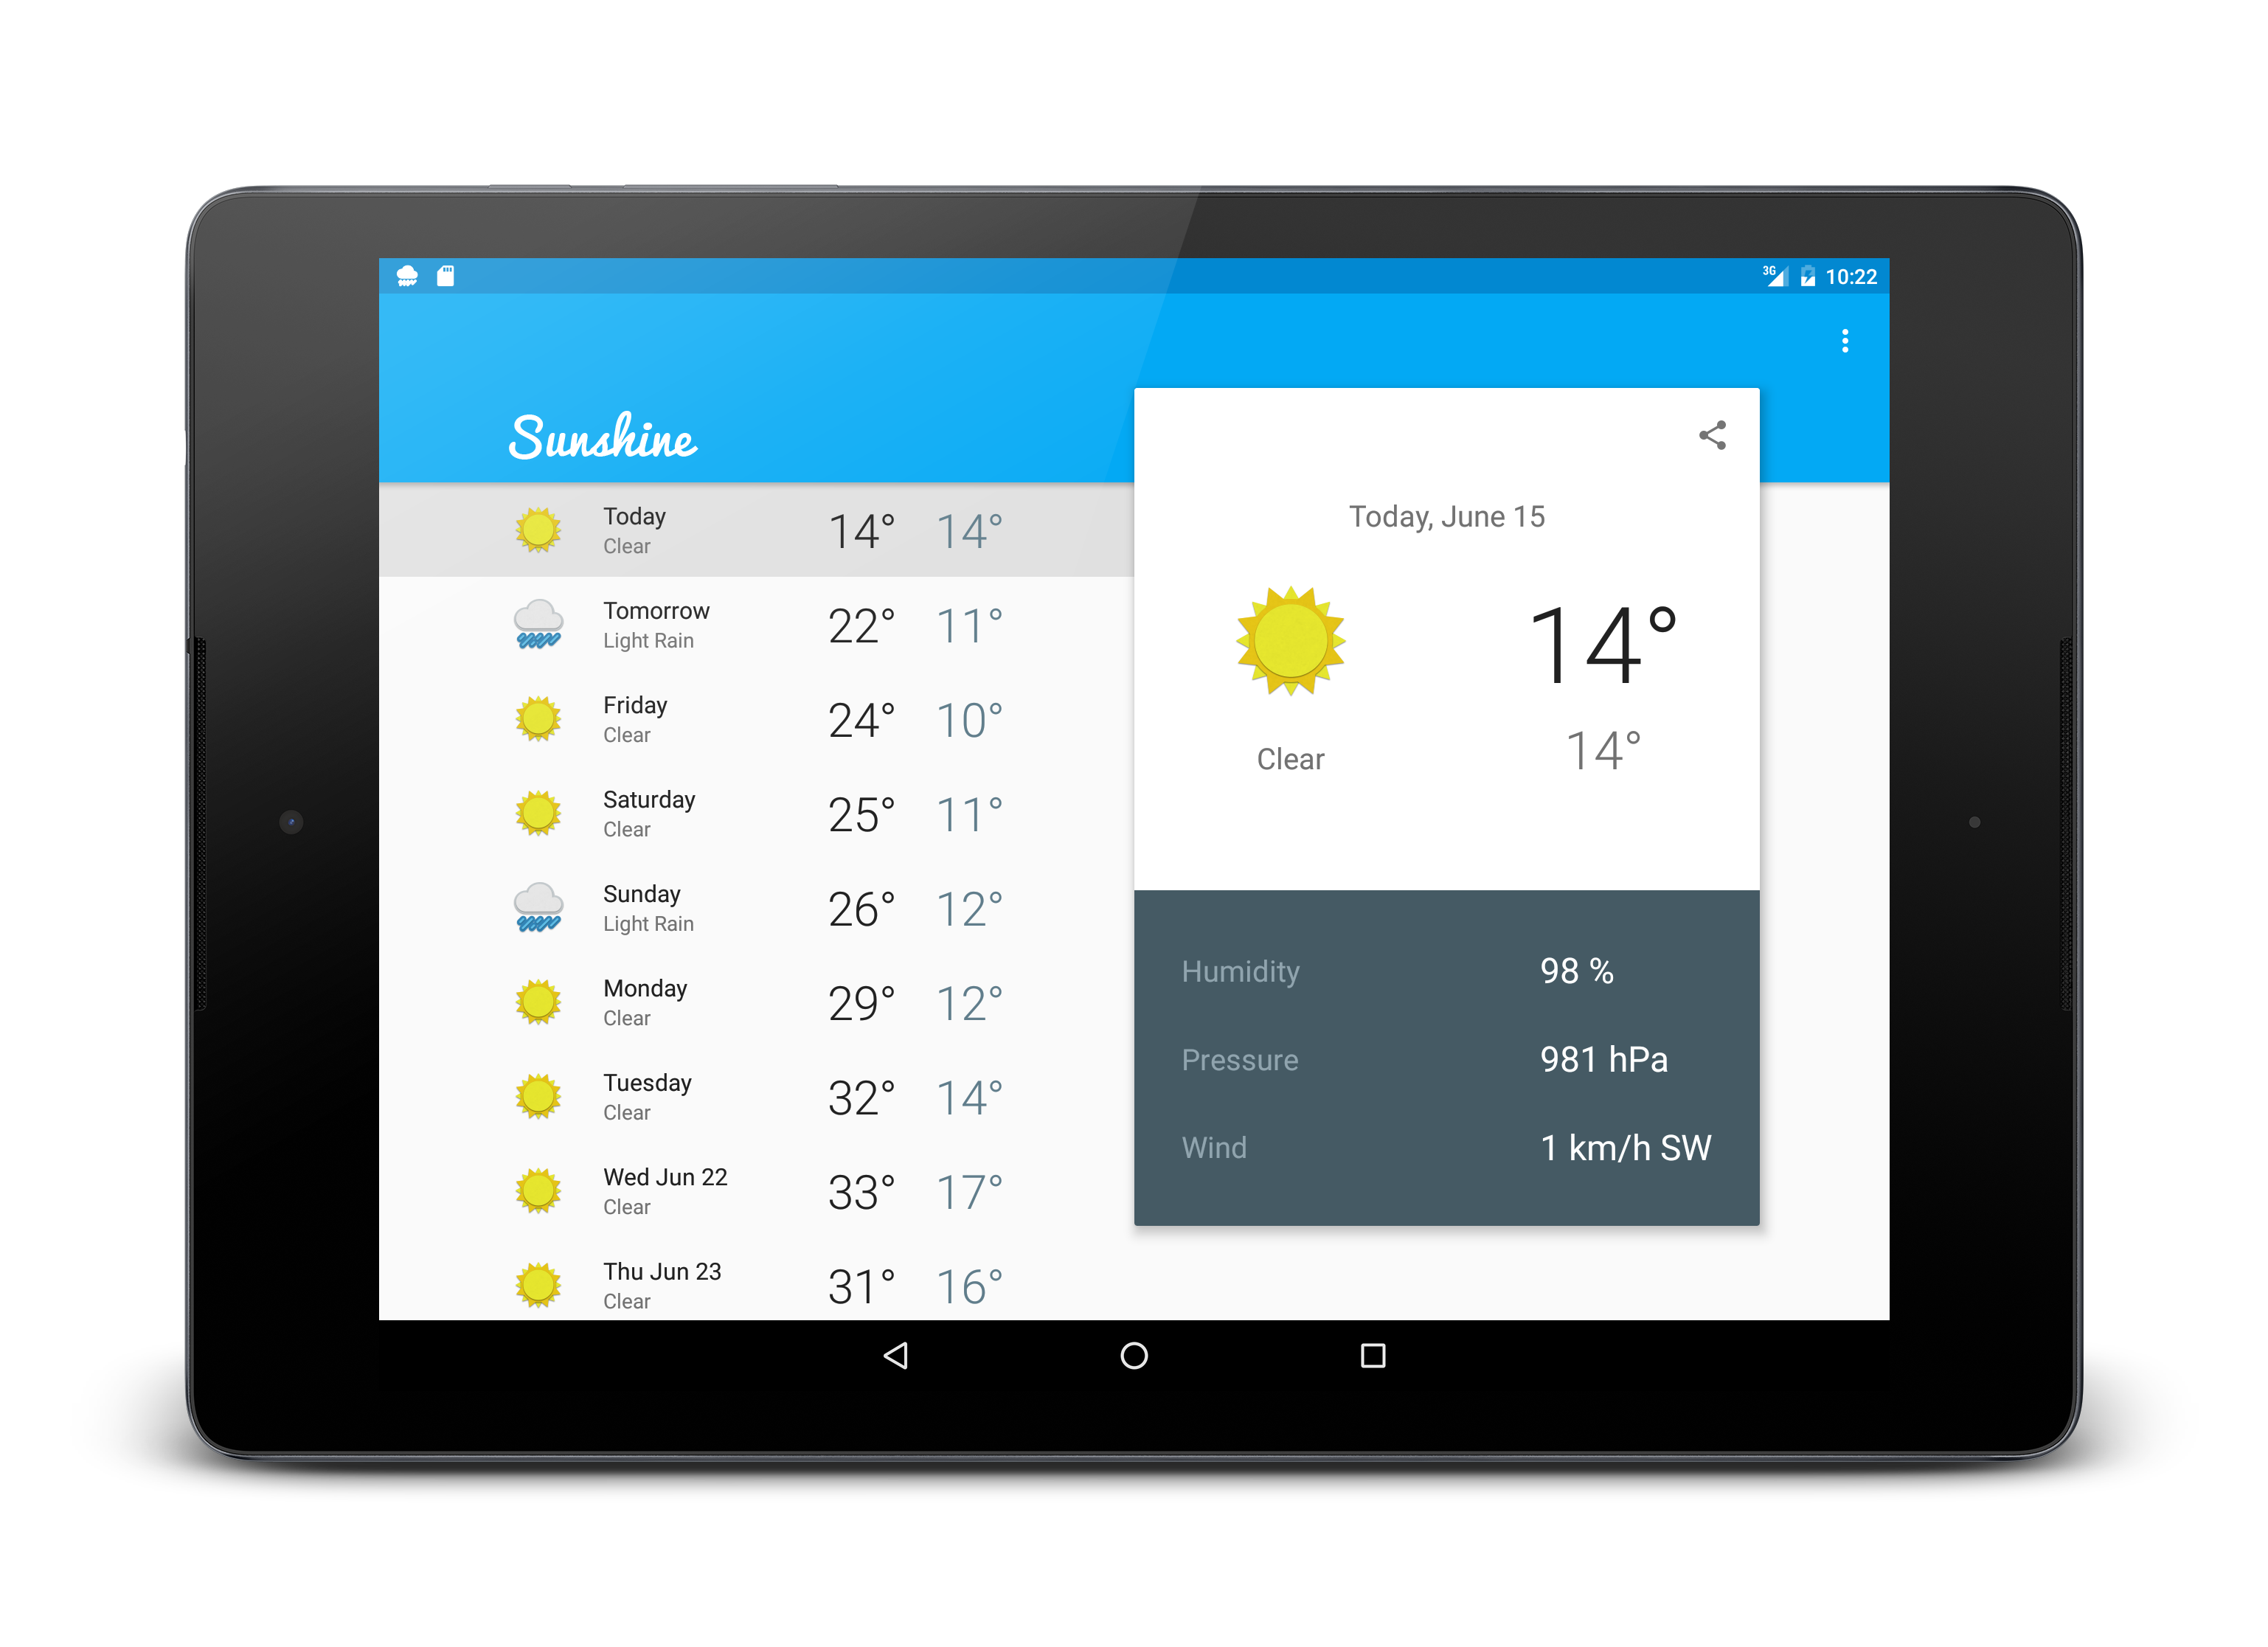 3G 10:22
Sunshine
Today
Clear
14° 14°
Tomorrow
Light Rain
22° 11°
Friday
Clear
24° 10°
Saturday
Clear
25° 11°
Sunday
Light Rain
26° 12°
Monday
Clear
29° 12°
Tuesday
Clear
32° 14°
Wed Jun 22
Clear
33° 17°
Thu Jun 23
Clear
31° 16°
Today, June 15
14°
Clear
14°
Humidity 98 %
Pressure 981 hPa
Wind 1 km/h SW